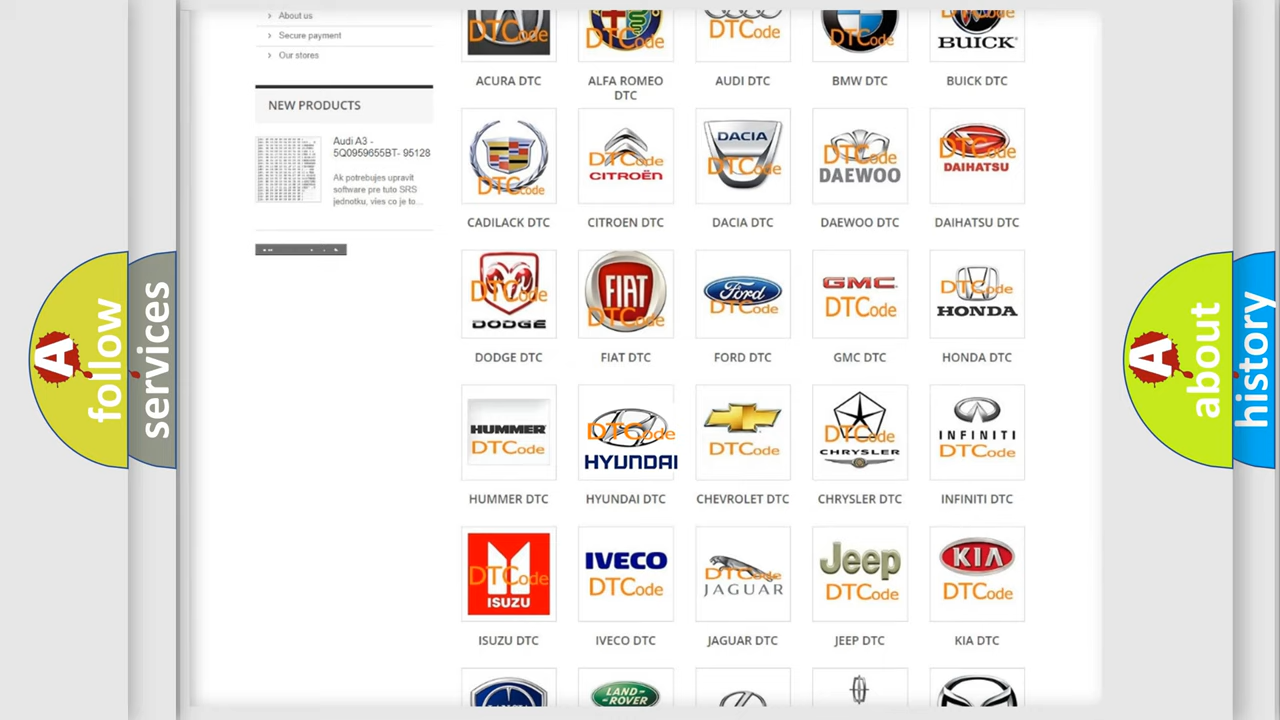 About us
Secure payment
Our stores
NEW PRODUCTS
Audi A3 -
5Q0959655BT- 95128
Ak potrebujes upravit
software pre tuto SRS
jednotku, vies co je to...
DTCode
DTCode
DTCode
DTCode
BUICK
ACURA DTC
ALFA ROMEO
DTC
AUDI DTC
BMW DTC
BUICK DTC
DTCode
DTCode
CITROËN
DACIA
DTCode
DTCode
DAEWOO
DTCode
DAIHATSU
CADILACK DTC
CITROEN DTC
DACIA DTC
DAEWOO DTC
DAIHATSU DTC
DTCode
DODGE
FIAT
DTCode
Ford
DTCode
GMC
DTCode
DTCode
HONDA
DODGE DTC
FIAT DTC
FORD DTC
GMC DTC
HONDA DTC
HUMMER
DTCode
DTCode
HYUNDAI
DTCode
DTCode
CHRYSLER
INFINITI
DTCode
HUMMER DTC
HYUNDAI DTC
CHEVROLET DTC
CHRYSLER DTC
INFINITI DTC
DTCode
ISUZU
IVECO
DTCode
DTCode
JAGUAR
Jeep
DTCode
KIA
DTCode
ISUZU DTC
IVECO DTC
JAGUAR DTC
JEEP DTC
KIA DTC
LAND-
ROVER
A
follow
services
A
about
history